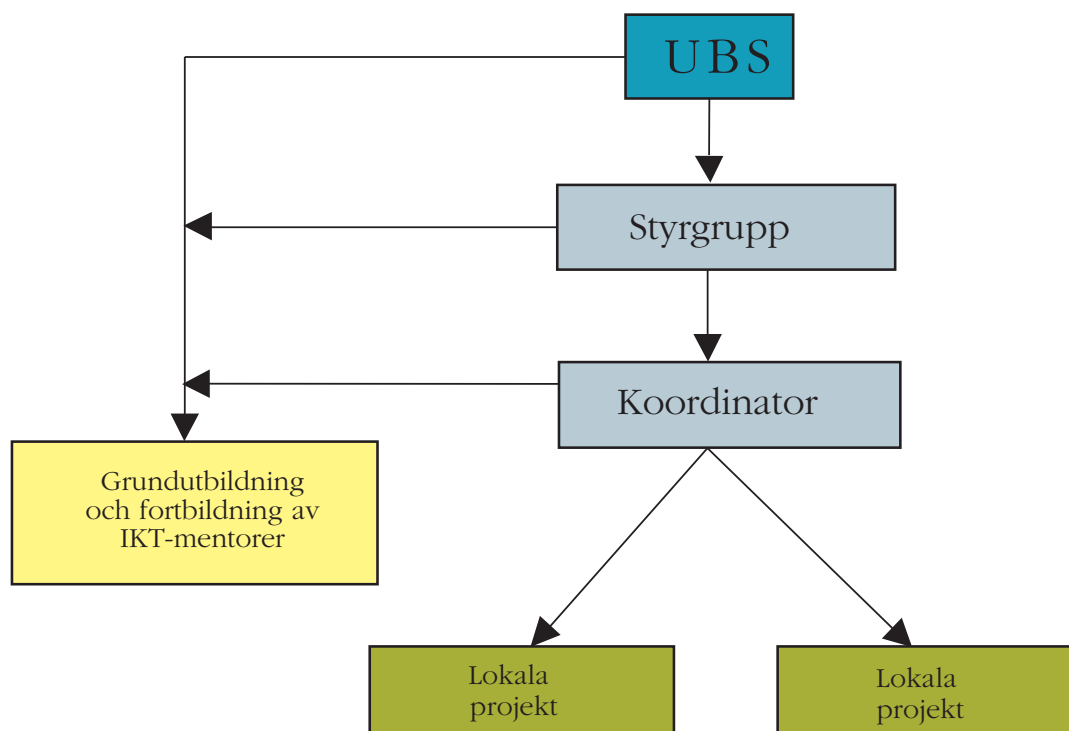 UBS
Styrgrupp
Koordinator
Grundutbildning
och fortbildning av
IKT-mentorer
Lokala
projekt
Lokala
projekt